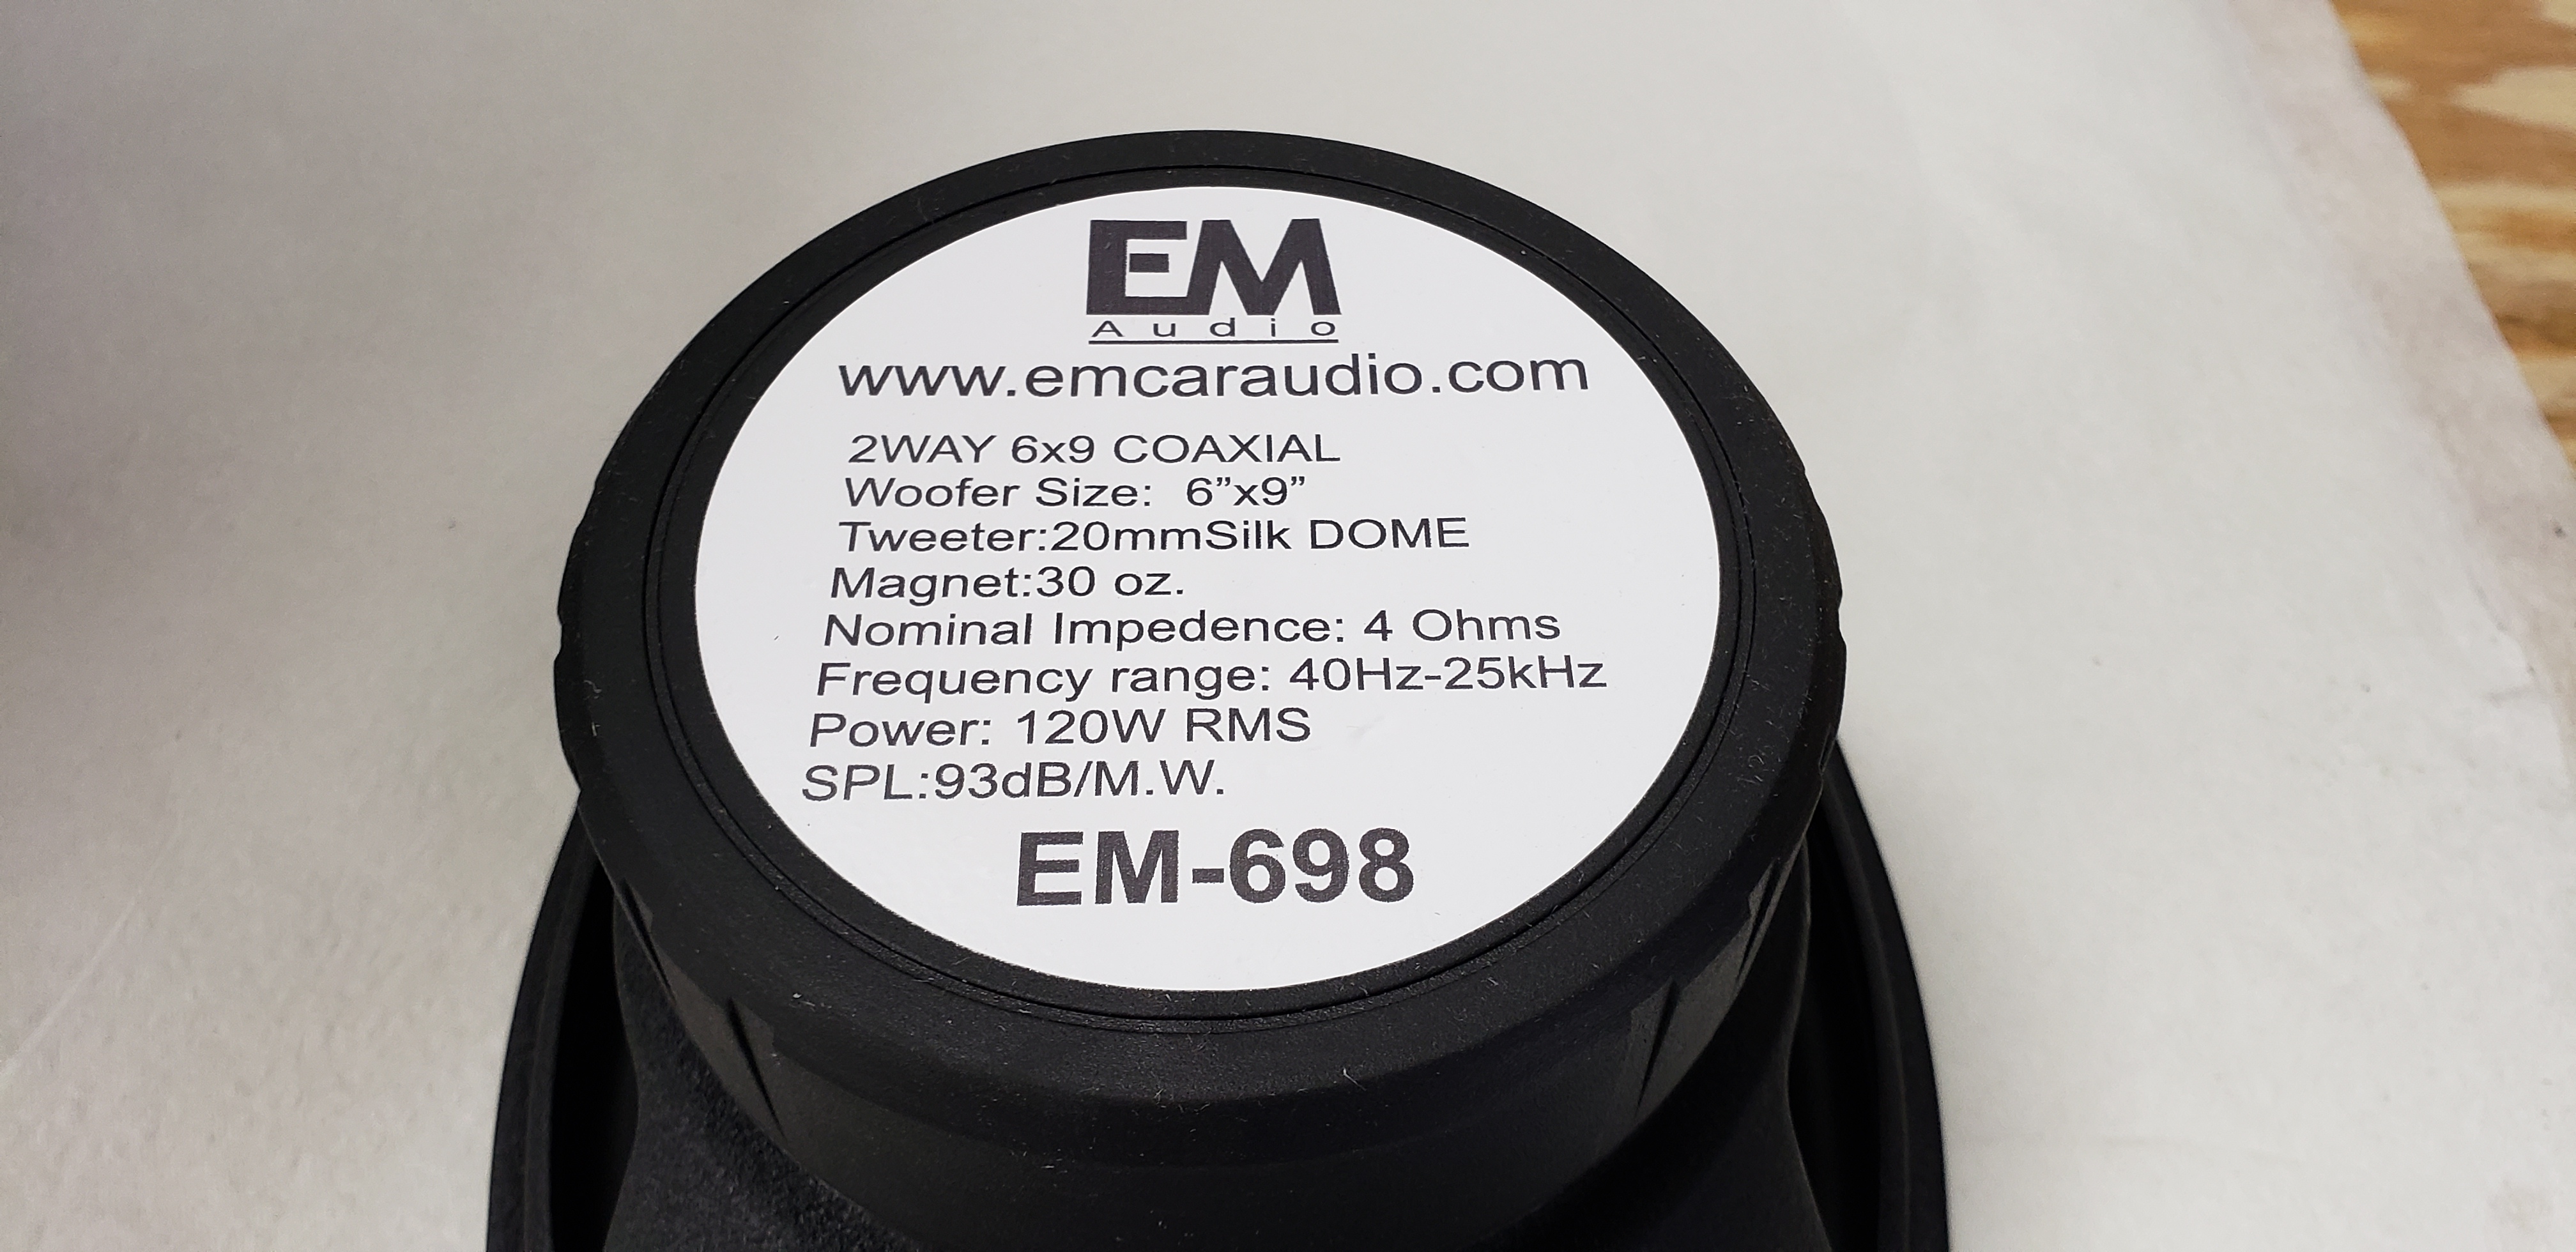 EM
Audio
www.emcaraudio.com
2WAY 6x9 COAXIAL
Woofer Size: 6”x9”
Tweeter:20mmSilk DOME
Magnet:30 oz.
Nominal Impedence: 4 Ohms
Frequency range: 40Hz-25kHz
Power: 120W RMS
SPL:93dB/M.W.
EM-698